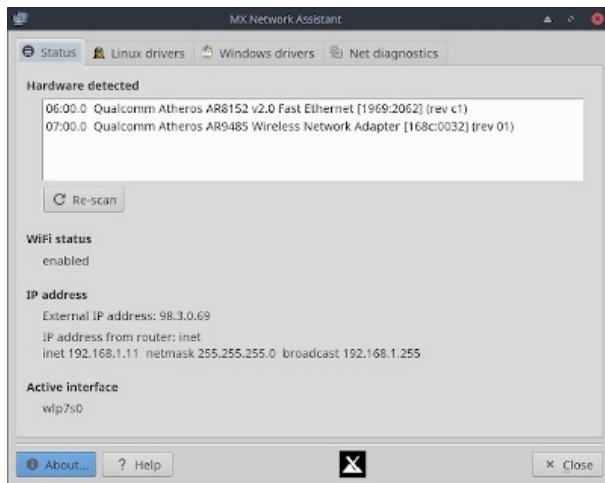 MX Network Assistant
Status
Linux drivers
Windows drivers
Net diagnostics
Hardware detected
06:00.0 Qualcomm Atheros AR8152 v2.0 Fast Ethernet [1969:2062] (rev c1)
07:00.0 Qualcomm Atheros AR9485 Wireless Network Adapter [168c:0032] (rev 01)
Re-scan
WiFi status
enabled
IP address
External IP address: 98.3.0.69
IP address from router: inet
inet 192.168.1.11 netmask 255.255.255.0 broadcast 192.168.1.255
Active interface
wlp7s0
About...
? Help
Close